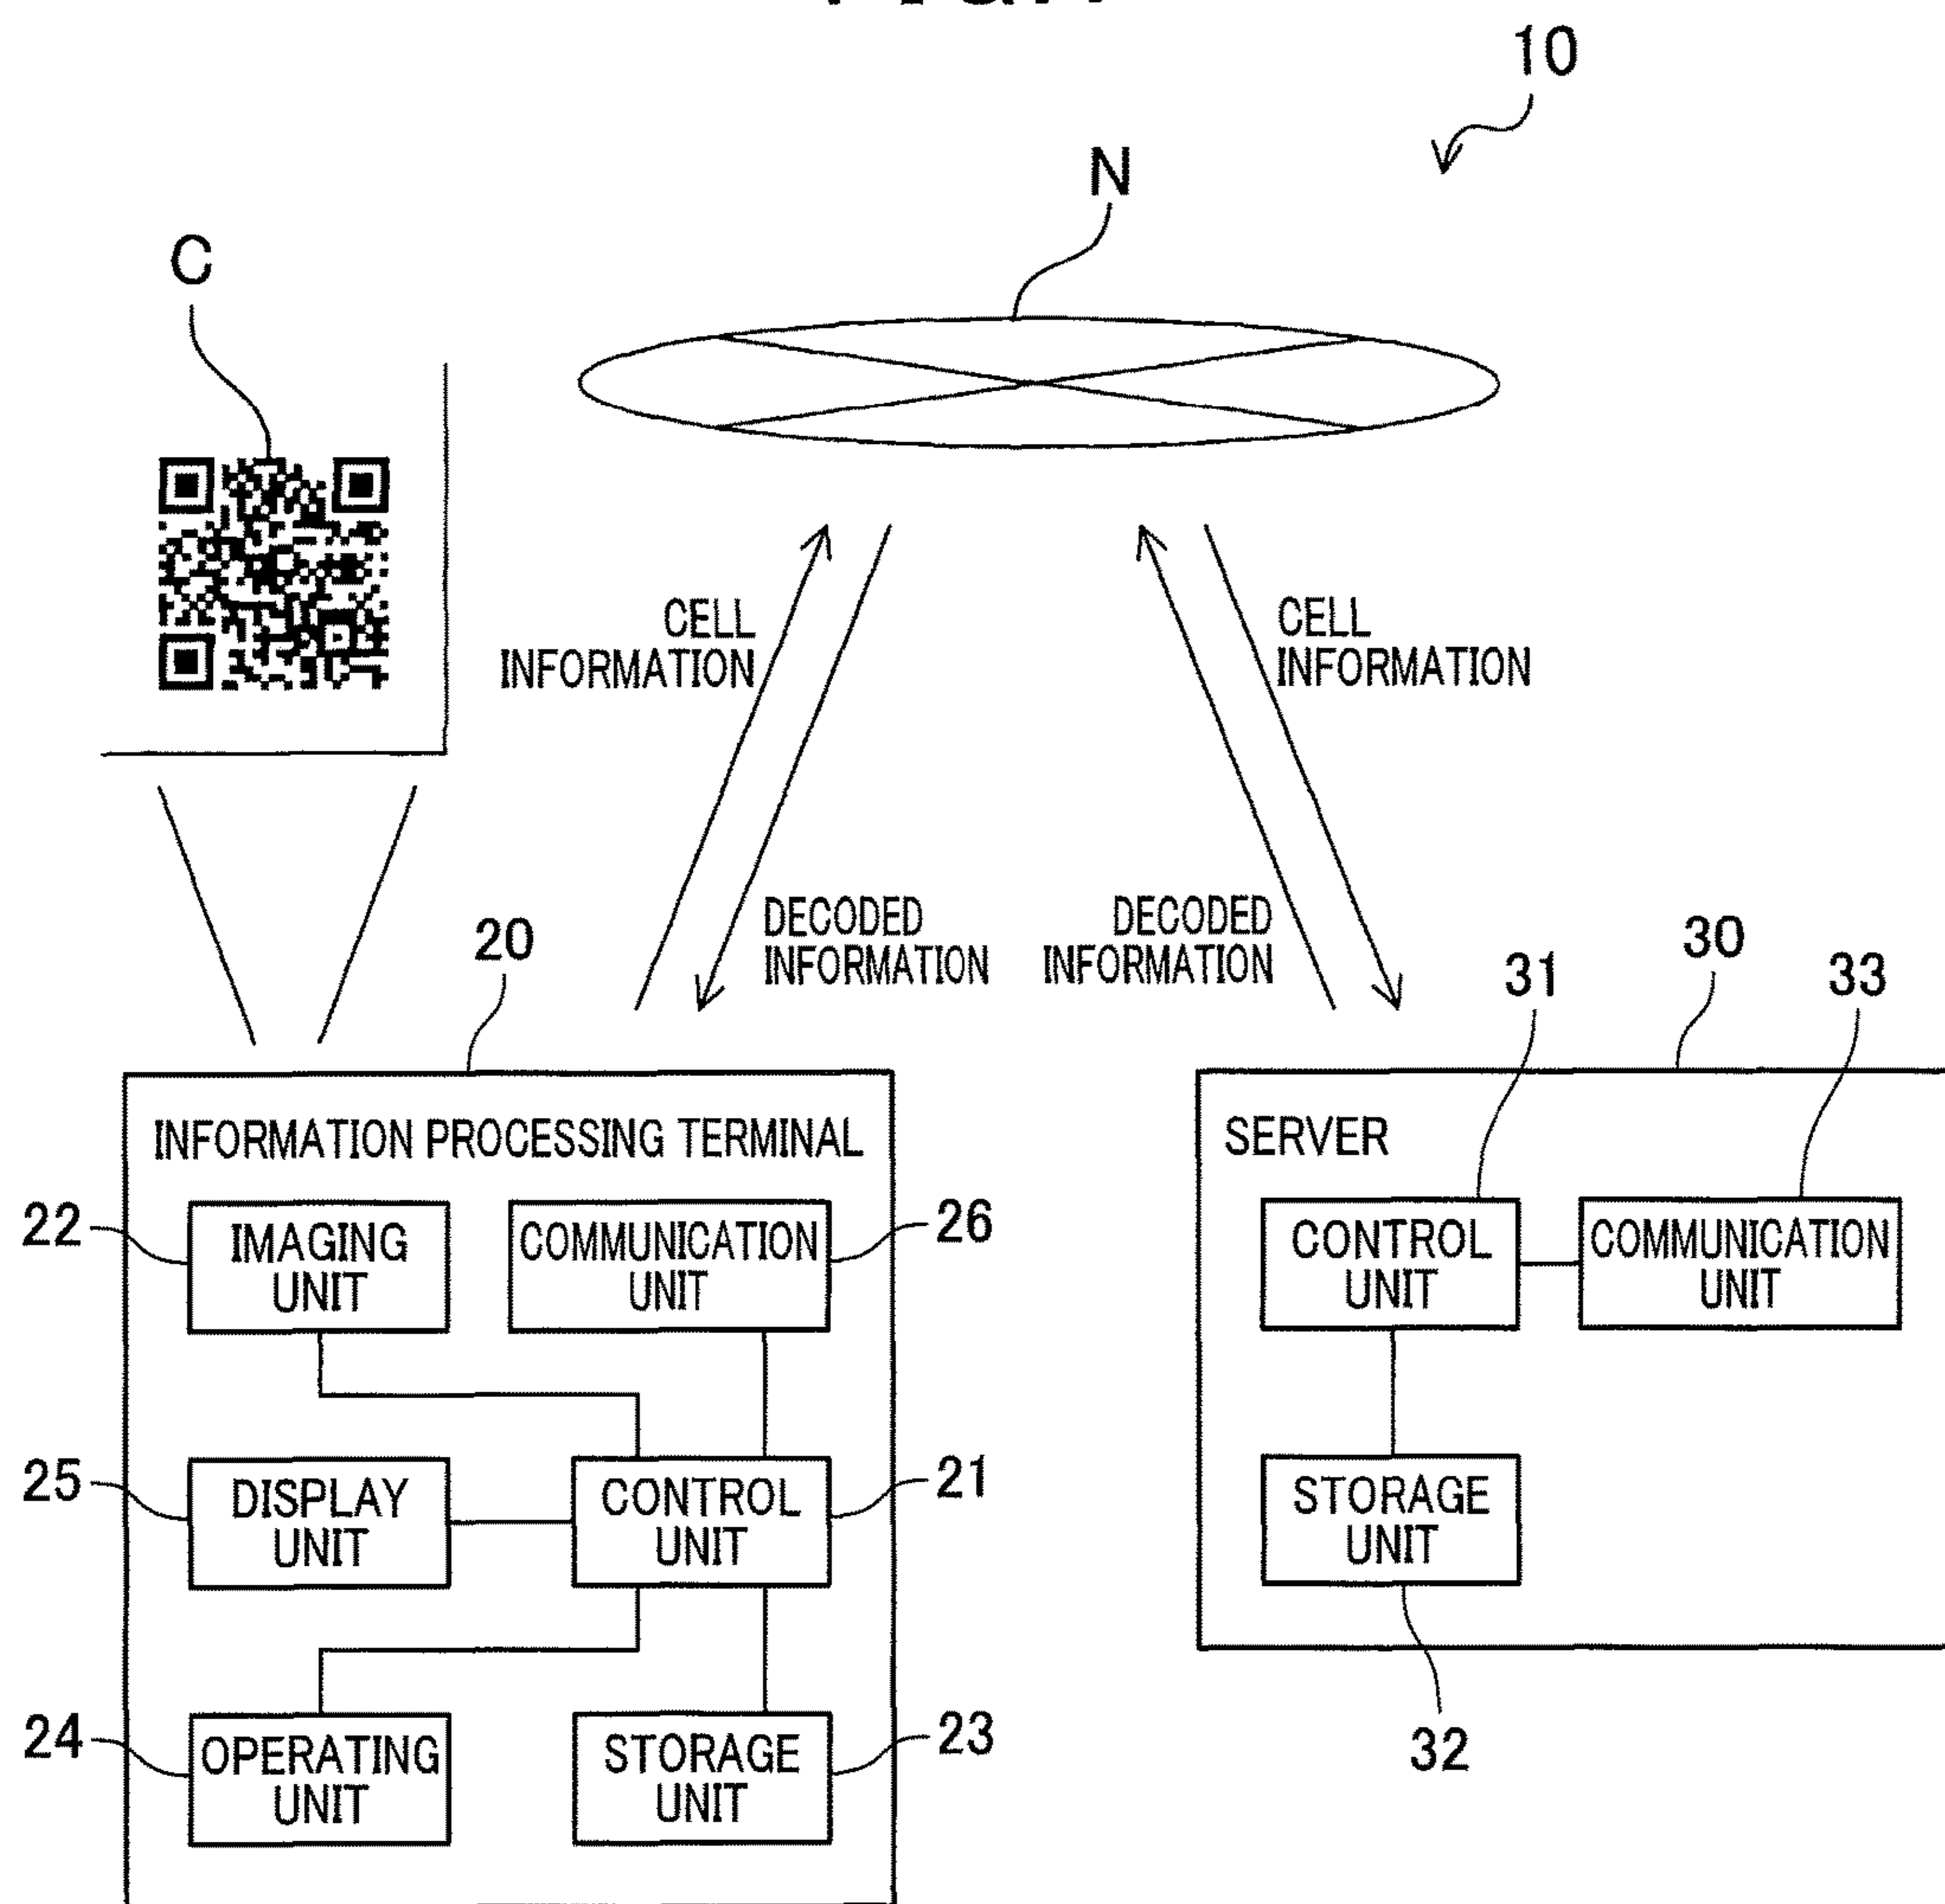 10
N
C
CELL
INFORMATION
CELL
INFORMATION
DECODED
INFORMATION
DECODED
INFORMATION
20
30
31
33
INFORMATION PROCESSING TERMINAL
SERVER
22
IMAGING
UNIT
COMMUNICATION
UNIT
26
CONTROL
UNIT
COMMUNICATION
UNIT
25
DISPLAY
UNIT
CONTROL
UNIT
21
STORAGE
UNIT
32
24
OPERATING
UNIT
STORAGE
UNIT
23